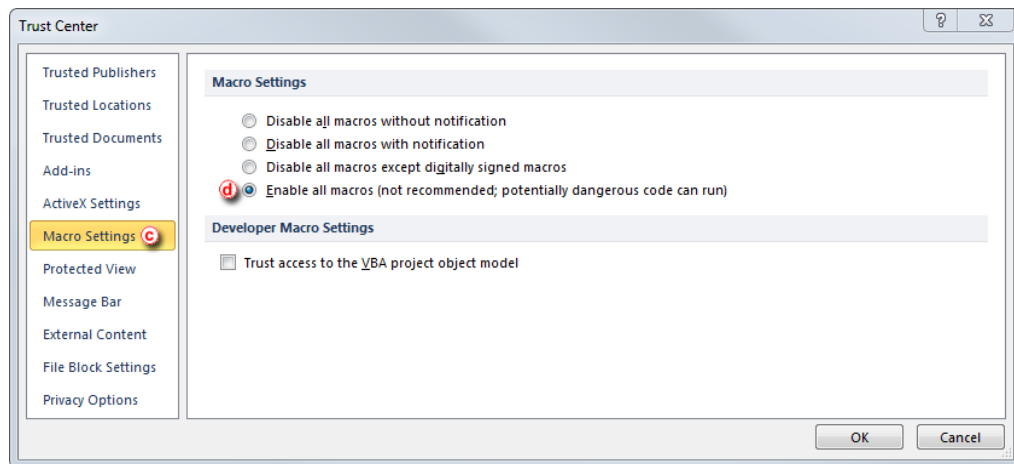 Trust Center
Trusted Publishers
Trusted Locations
Trusted Documents
Add-ins
ActiveX Settings
Macro Settings c
Protected View
Message Bar
External Content
File Block Settings
Privacy Options
Macro Settings
Disable all macros without notification
Disable all macros with notification
Disable all macros except digitally signed macros
d Enable all macros (not recommended; potentially dangerous code can run)
Developer Macro Settings
Trust access to the VBA project object model
OK Cancel